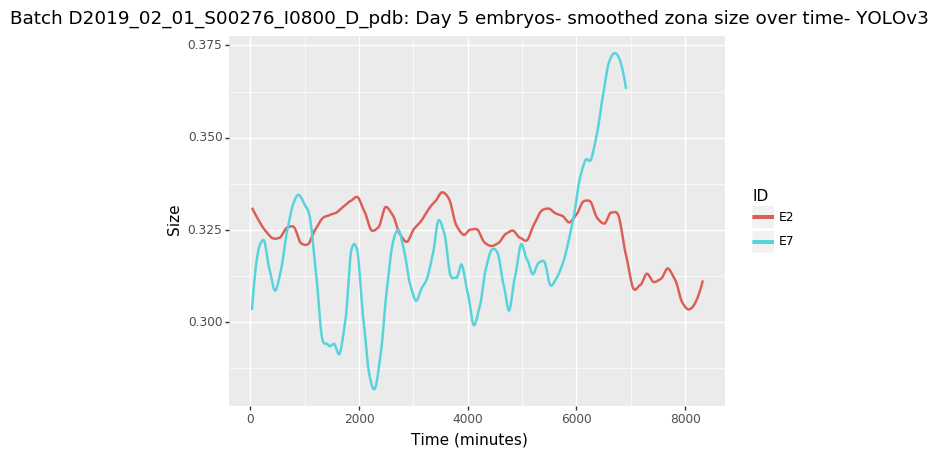 Batch D2019_02_01_S00276_I0800_D_pdb: Day 5 embryos- smoothed zona size over time- YOLOv3
0.375
0.350
0.325
0.300
Size
0
2000
4000
6000
8000
Time (minutes)
ID
E2
E7